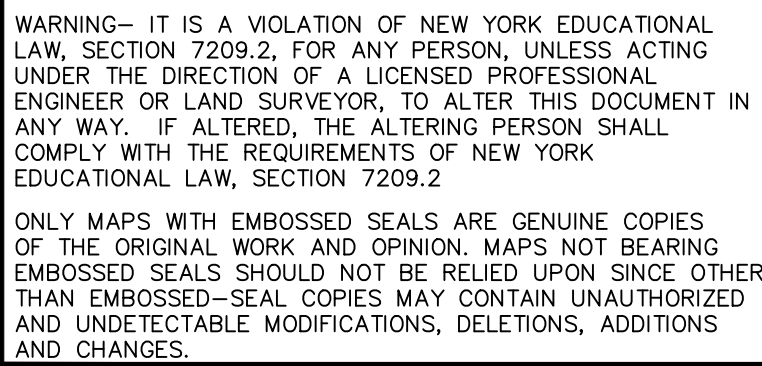 WARNING– IT IS A VIOLATION OF NEW YORK EDUCATIONAL
LAW, SECTION 7209.2, FOR ANY PERSON, UNLESS ACTING
UNDER THE DIRECTION OF A LICENSED PROFESSIONAL
ENGINEER OR LAND SURVEYOR, TO ALTER THIS DOCUMENT IN
ANY WAY.  IF ALTERED, THE ALTERING PERSON SHALL
COMPLY WITH THE REQUIREMENTS OF NEW YORK
EDUCATIONAL LAW, SECTION 7209.2
ONLY MAPS WITH EMBOSSED SEALS ARE GENUINE COPIES
OF THE ORIGINAL WORK AND OPINION. MAPS NOT BEARING
EMBOSSED SEALS SHOULD NOT BE RELIED UPON SINCE OTHER
THAN EMBOSSED–SEAL COPIES MAY CONTAIN UNAUTHORIZED
AND UNDETECTABLE MODIFICATIONS, DELETIONS, ADDITIONS
AND CHANGES.